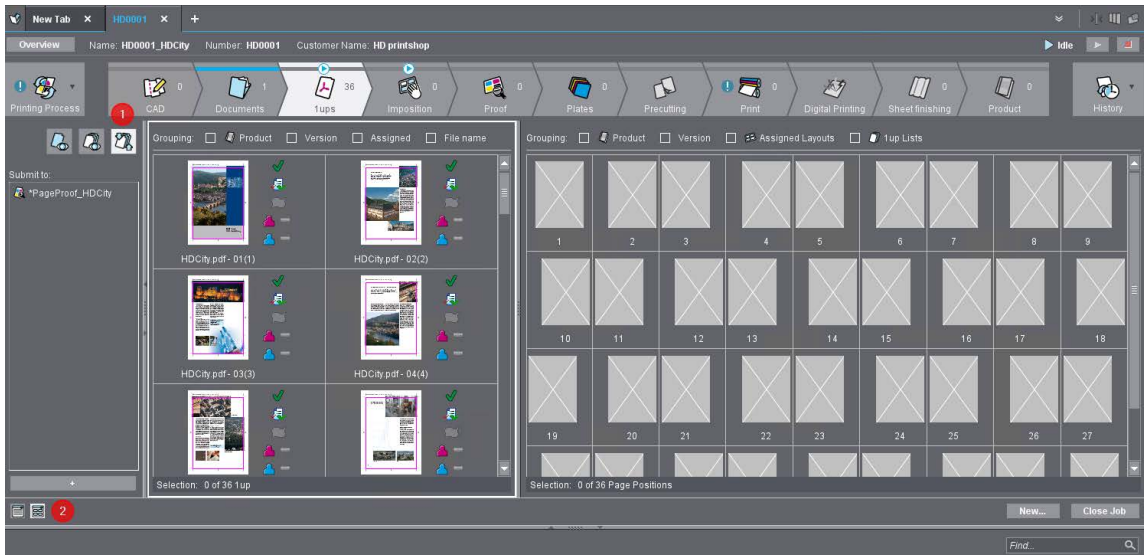 New Tab × HD0001 × +
Overview Name: HD0001_HDCity Number: HD0001 Customer Name: HD printshop Idle
Printing Process
CAD 0
Documents 1
1ups 36
Imposition 0
Proof 0
Plates 0
Precutting 0
Print 0
Digital Printing 0
Sheet finishing 0
Product 0
History
1
Submit to:
*PageProof_HDCity
+
Grouping: Product Version Assigned File name
HDCity.pdf - 01(1) HDCity.pdf - 02(2)
HDCity.pdf - 03(3) HDCity.pdf - 04(4)
Selection: 0 of 36 1up
Grouping: Product Version Assigned Layouts 1up Lists
1 2 3 4 5 6 7 8 9
10 11 12 13 14 15 16 17 18
19 20 21 22 23 24 25 26 27
Selection: 0 of 36 Page Positions
2
New... Close Job
Find...